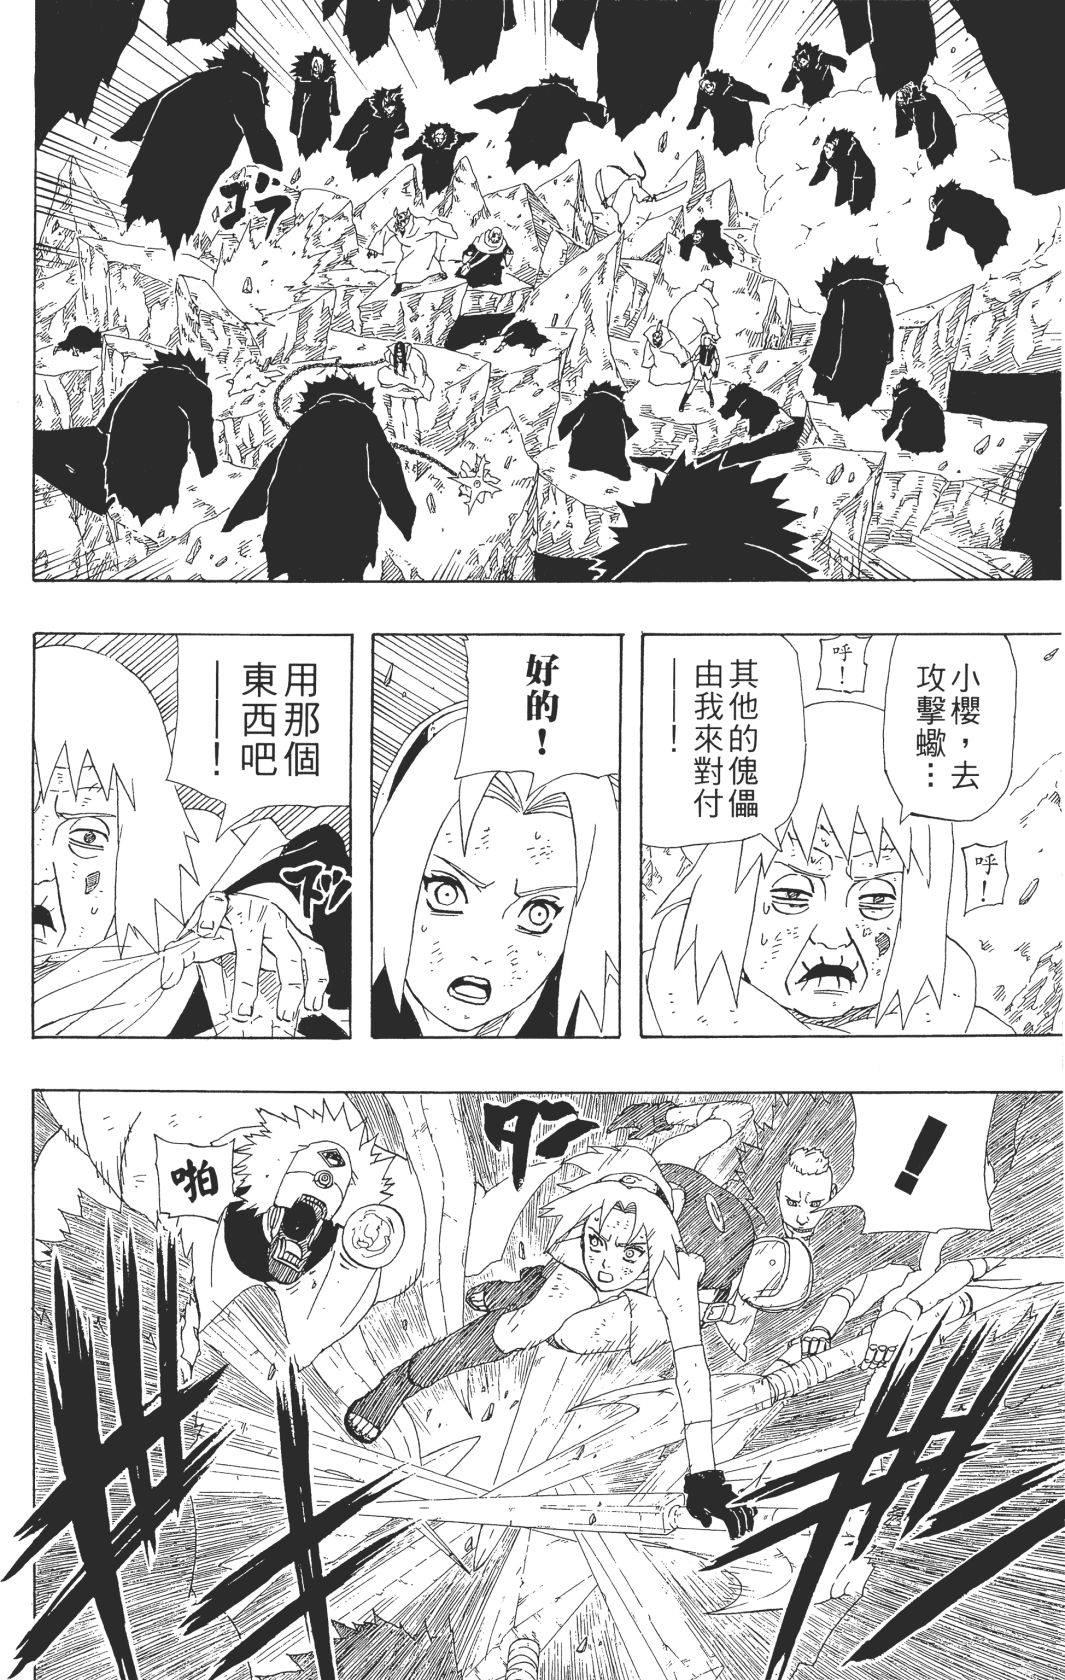 ゴゴ
小櫻，去
攻擊蠍…
呼！
其他的傀儡
由我來對付
——！
呼！
好的！
用那個
東西吧
——！
ズッ
！
ダン
啪